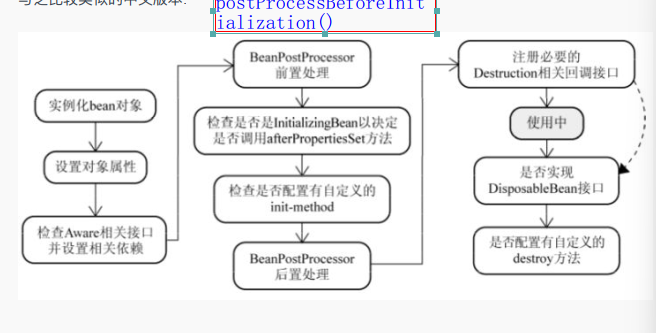 与之比较类似的中文版本:
postProcessBeforeInit
ialization()
实例化bean对象
设置对象属性
检查Aware相关接口
并设置相关依赖
BeanPostProcessor
前置处理
检查是否是InitializingBean以决定
是否调用afterPropertiesSet方法
检查是否配置有自定义的
init-method
BeanPostProcessor
后置处理
注册必要的
Destruction相关回调接口
使用中
是否实现
DisposableBean接口
是否配置有自定义的
destroy方法